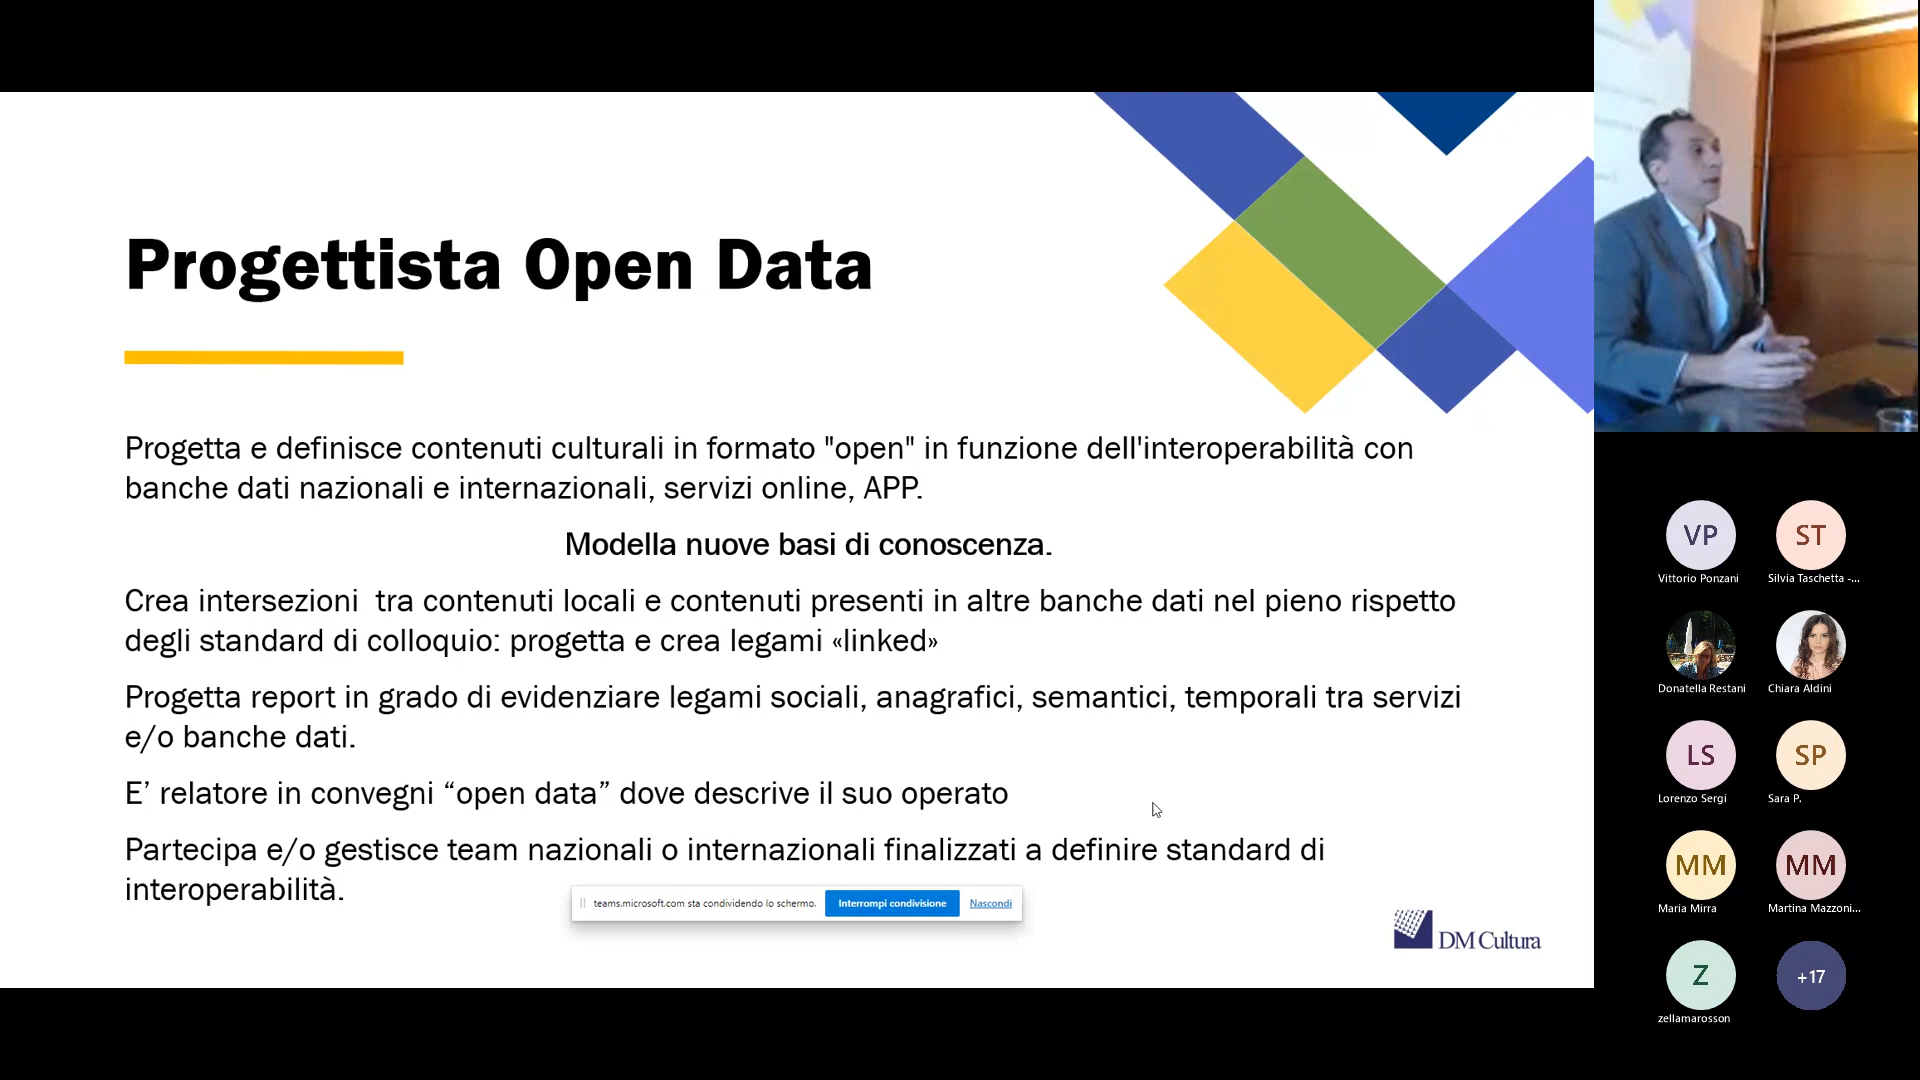 Progettista Open Data
Progetta e definisce contenuti culturali in formato "open" in funzione dell'interoperabilità con
banche dati nazionali e internazionali, servizi online, APP.
Modella nuove basi di conoscenza.
Crea intersezioni  tra contenuti locali e contenuti presenti in altre banche dati nel pieno rispetto
degli standard di colloquio: progetta e crea legami «linked»
Progetta report in grado di evidenziare legami sociali, anagrafici, semantici, temporali tra servizi
e/o banche dati.
E’ relatore in convegni “open data” dove descrive il suo operato
Partecipa e/o gestisce team nazionali o internazionali finalizzati a definire standard di
interoperabilità.
teams.microsoft.com sta condividendo lo schermo. Interrompi condivisione Nascondi
DM Cultura
VP ST
Vittorio Ponzani Silvia Taschetta -...
Donatella Restani Chiara Aldini
LS SP
Lorenzo Sergi Sara P.
MM MM
Maria Mirra Martina Mazzoni...
Z +17
zellamarosson